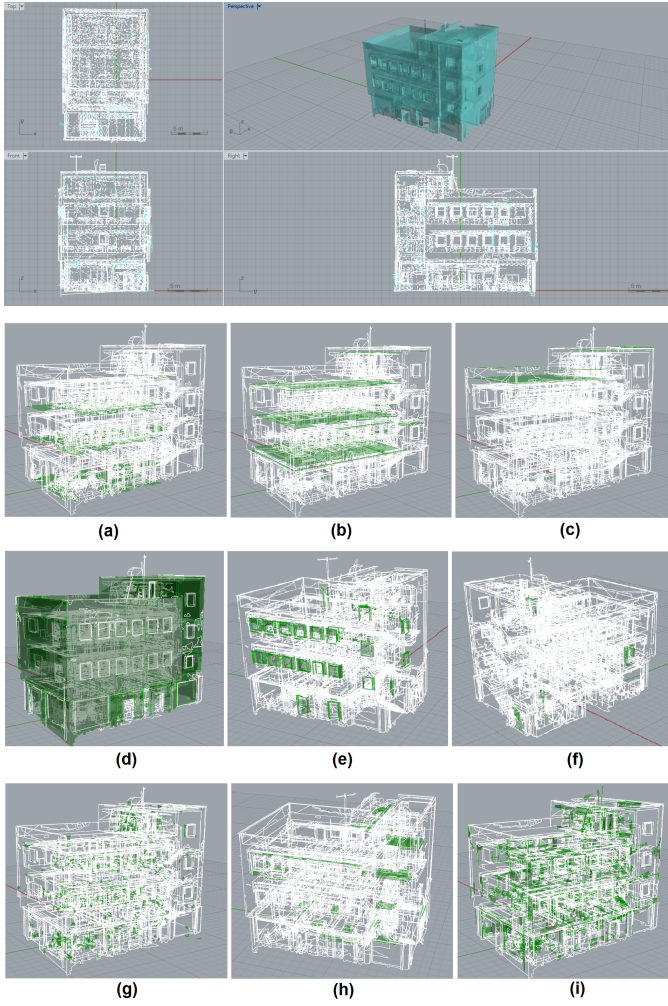 Top
Perspective
z
y
x
y
x
5 m
Front
Right
z
x
5 m
z
y
5 m
(a)
(b)
(c)
(d)
(e)
(f)
(g)
(h)
(i)